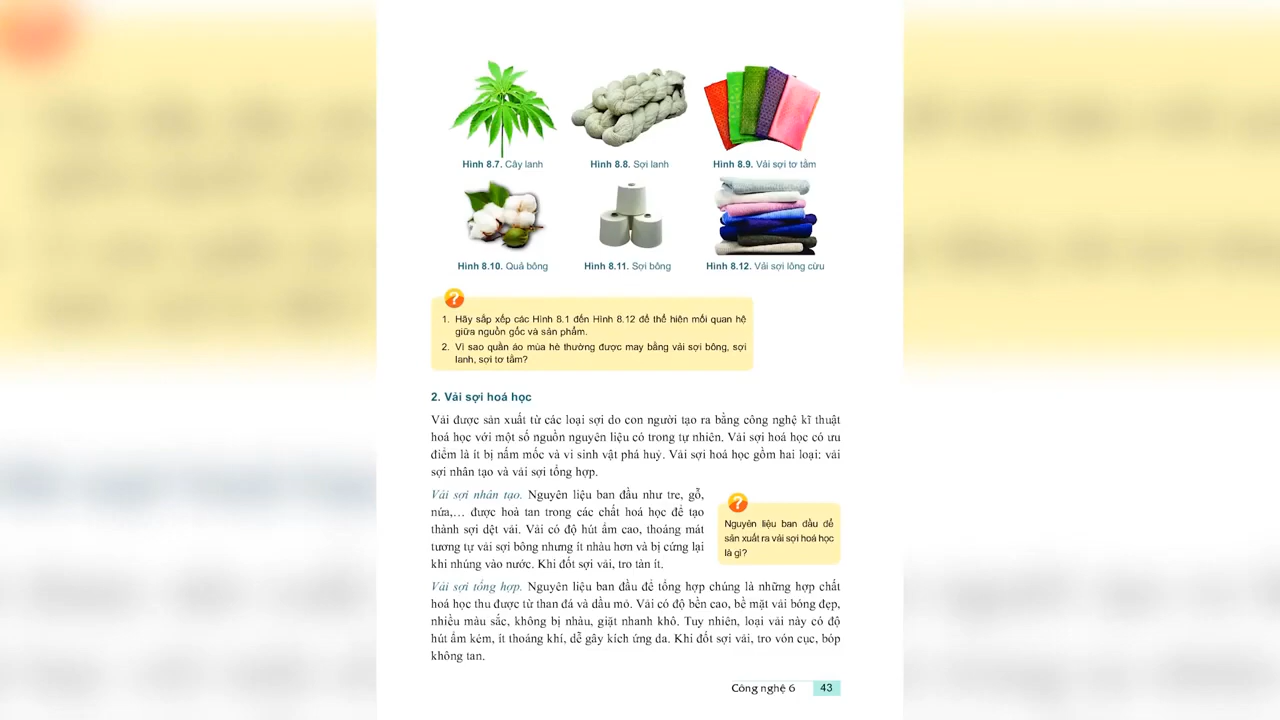 Hình 8.7. Cây lanh
Hình 8.8. Sợi lanh
Hình 8.9. Vải sợi tơ tằm
Hình 8.10. Quả bông
Hình 8.11. Sợi bông
Hình 8.12. Vải sợi lông cừu
?
1. Hãy sắp xếp các Hình 8.1 đến Hình 8.12 để thể hiện mối quan hệ
giữa nguồn gốc và sản phẩm.
2. Vì sao quần áo mùa hè thường được may bằng vải sợi bông, sợi
lanh, sợi tơ tằm?
2. Vải sợi hoá học
Vải được sản xuất từ các loại sợi do con người tạo ra bằng công nghệ kĩ thuật
hoá học với một số nguồn nguyên liệu có trong tự nhiên. Vải sợi hoá học có ưu
điểm là ít bị nấm mốc và vi sinh vật phá huỷ. Vải sợi hoá học gồm hai loại: vải
sợi nhân tạo và vải sợi tổng hợp.
Vải sợi nhân tạo. Nguyên liệu ban đầu như tre, gỗ,
nứa,… được hoà tan trong các chất hoá học để tạo
thành sợi dệt vải. Vải có độ hút ẩm cao, thoáng mát
tương tự vải sợi bông nhưng ít nhàu hơn và bị cứng lại
khi nhúng vào nước. Khi đốt sợi vải, tro tàn ít.
?
Nguyên liệu ban đầu để
sản xuất ra vải sợi hoá học
là gì?
Vải sợi tổng hợp. Nguyên liệu ban đầu để tổng hợp chúng là những hợp chất
hoá học thu được từ than đá và dầu mỏ. Vải có độ bền cao, bề mặt vải bóng đẹp,
nhiều màu sắc, không bị nhàu, giặt nhanh khô. Tuy nhiên, loại vải này có độ
hút ẩm kém, ít thoáng khí, dễ gây kích ứng da. Khi đốt sợi vải, tro vón cục, bóp
không tan.
Công nghệ 6 43